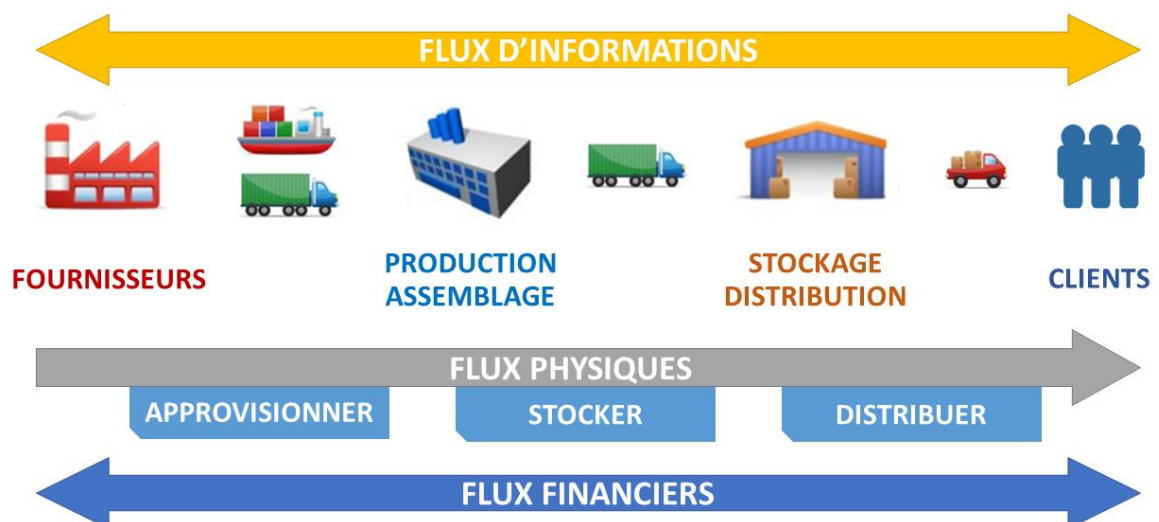 FLUX D’INFORMATIONS
FOURNISSEURS
PRODUCTION
ASSEMBLAGE
STOCKAGE
DISTRIBUTION
CLIENTS
FLUX PHYSIQUES
APPROVISIONNER
STOCKER
DISTRIBUER
FLUX FINANCIERS